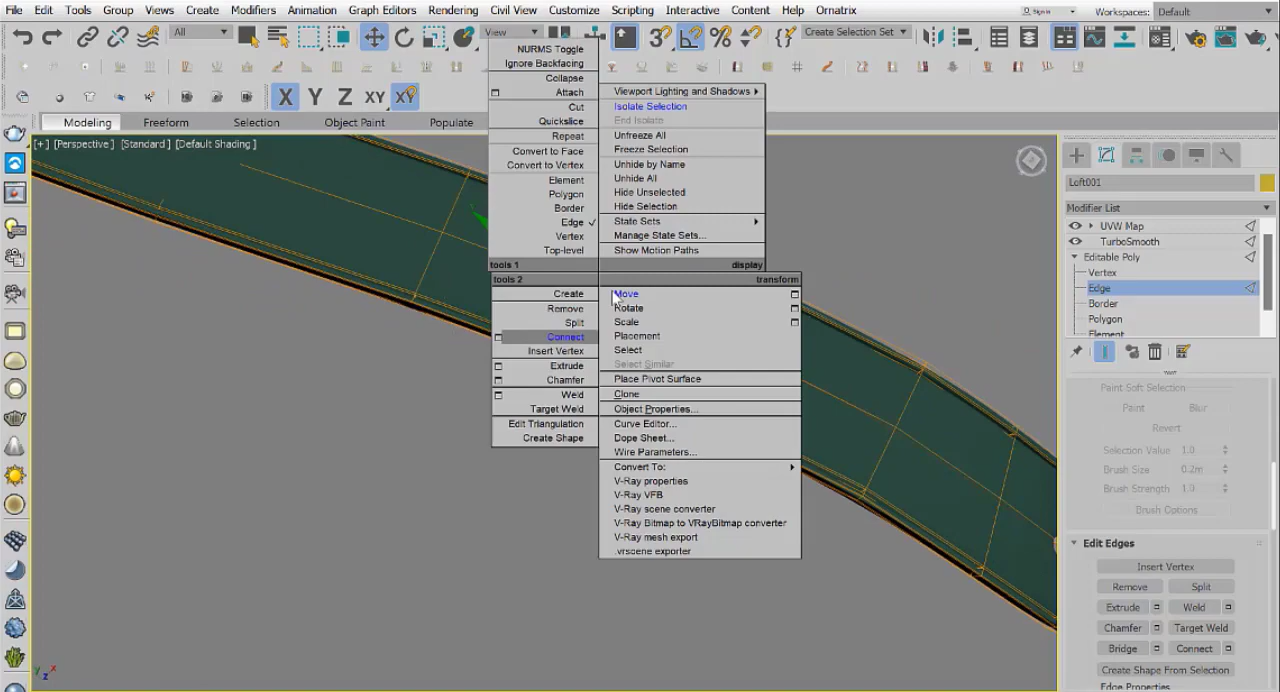 File Edit Tools Group Views Create Modifiers Animation Graph Editors Rendering Civil View Customize Scripting Interactive Content Help Ornatrix
Sign In Workspaces: Default
All View Create Selection Set
X Y Z XY XY
Modeling Freeform Selection Object Paint Populate
[+] [Perspective ] [Standard ] [Default Shading ]
NURMS Toggle
Ignore Backfacing
Collapse
Attach
Cut
Quickslice
Repeat
Convert to Face
Convert to Vertex
Element
Polygon
Border
Edge
Vertex
Top-level
tools 1
Viewport Lighting and Shadows
Isolate Selection
End Isolate
Unfreeze All
Freeze Selection
Unhide by Name
Unhide All
Hide Unselected
Hide Selection
State Sets
Manage State Sets...
Show Motion Paths
display
tools 2
Create
Remove
Split
Connect
Insert Vertex
Extrude
Chamfer
Weld
Target Weld
Edit Triangulation
Create Shape
transform
Move
Rotate
Scale
Placement
Select
Select Similar
Place Pivot Surface
Clone
Object Properties...
Curve Editor...
Dope Sheet...
Wire Parameters...
Convert To:
V-Ray properties
V-Ray VFB
V-Ray scene converter
V-Ray Bitmap to VRayBitmap converter
V-Ray mesh export
.vrscene exporter
Loft001
Modifier List
UVW Map
TurboSmooth
Editable Poly
Vertex
Edge
Border
Polygon
Element
Paint Soft Selection
Paint Blur
Revert
Selection Value 1.0
Brush Size 0.2m
Brush Strength 1.0
Brush Options
Edit Edges
Insert Vertex
Remove Split
Extrude Weld
Chamfer Target Weld
Bridge Connect
Create Shape From Selection
Edge Properties
y z x